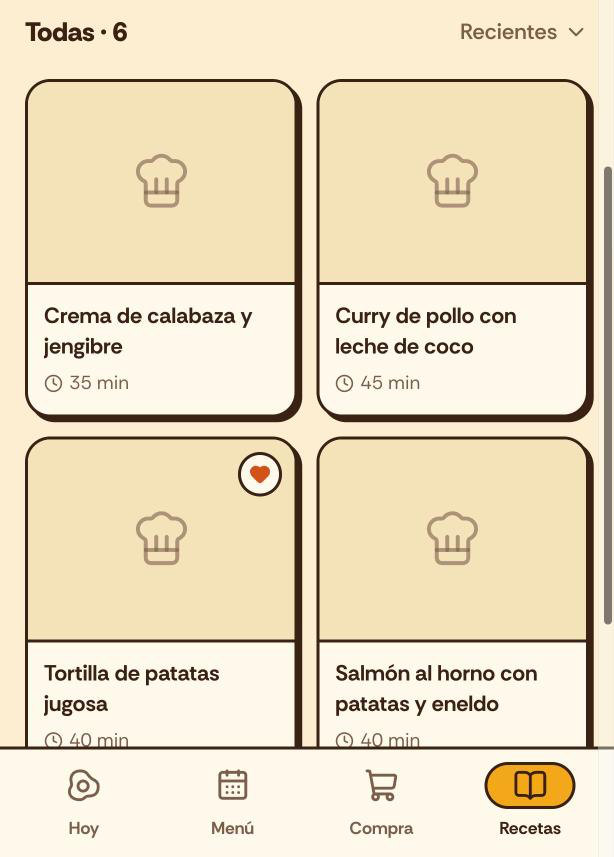 Todas · 6
Recientes
Crema de calabaza y
jengibre
35 min
Curry de pollo con
leche de coco
45 min
Tortilla de patatas
jugosa
40 min
Salmón al horno con
patatas y eneldo
40 min
Hoy
Menú
Compra
Recetas